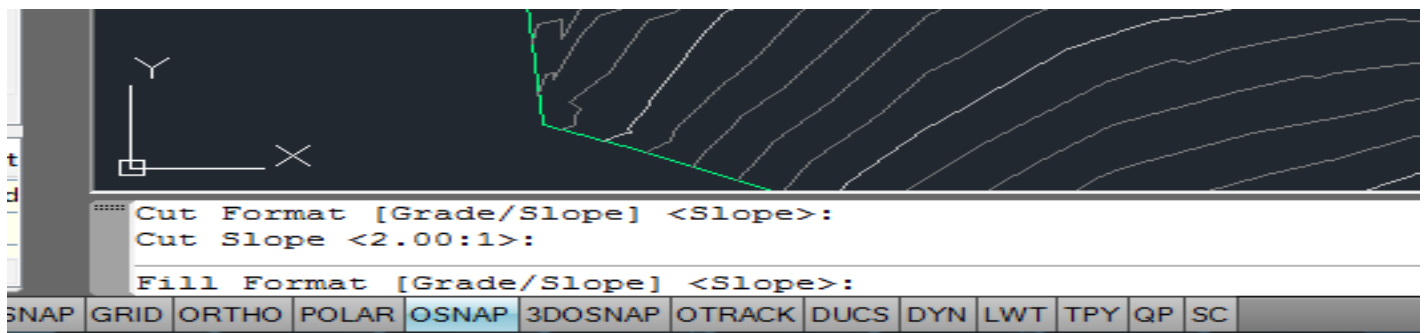 Y
X
t
d
Cut Format [Grade/Slope] <Slope>:
Cut Slope <2.00:1>:
Fill Format [Grade/Slope] <Slope>:
SNAP GRID ORTHO POLAR OSNAP 3DOSNAP OTRACK DUCS DYN LWT TPY QP SC